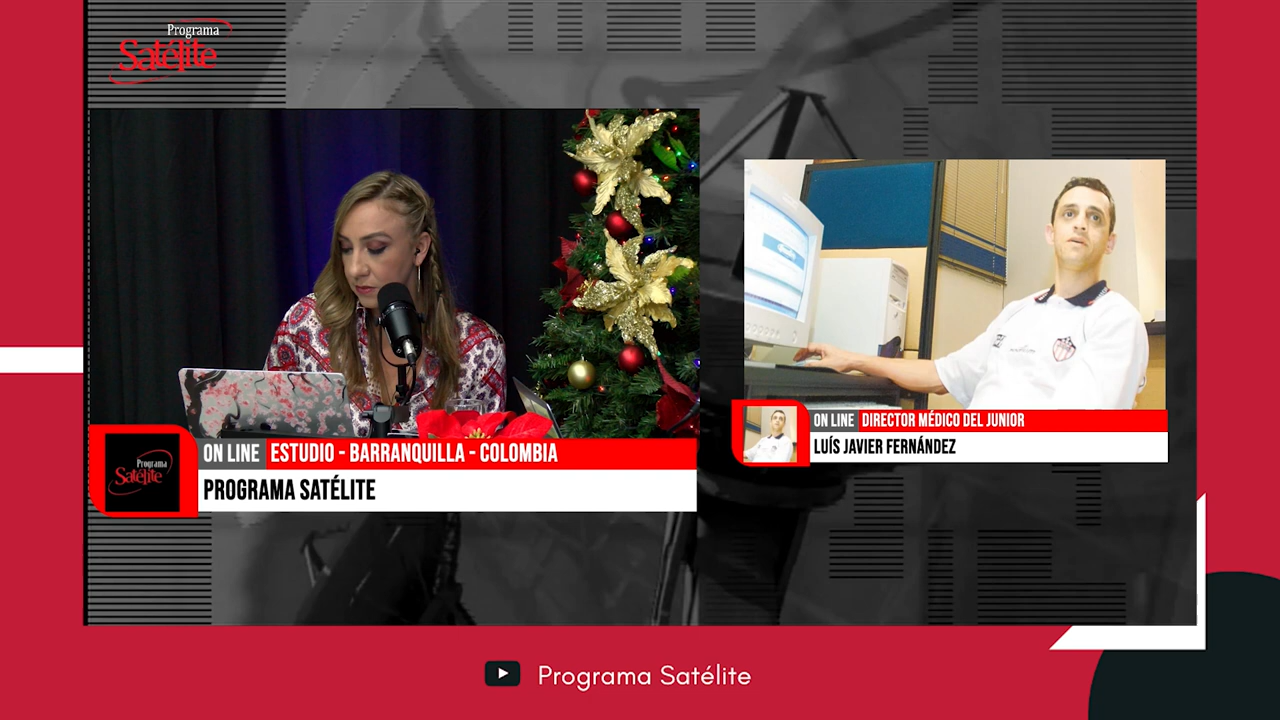 Programa
Satélite
ON LINE DIRECTOR MÉDICO DEL JUNIOR
LUÍS JAVIER FERNÁNDEZ
ON LINE ESTUDIO - BARRANQUILLA - COLOMBIA
PROGRAMA SATÉLITE
Programa
Satélite
Programa Satélite